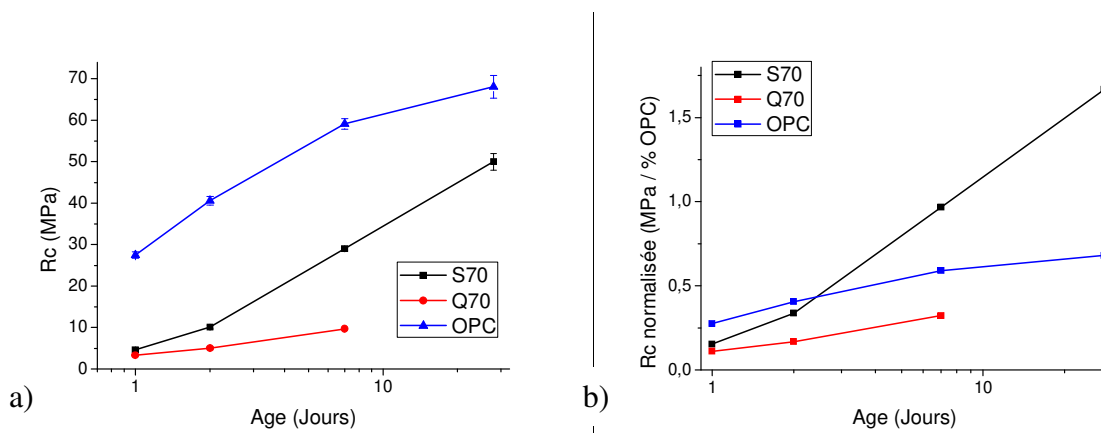 70
60
50
40
30
20
10
0
Rc (MPa)
S70
Q70
OPC
1
10
Age (Jours)
a)
S70
Q70
OPC
1,5
1,0
0,5
0,0
Rc normalisée (MPa / % OPC)
1
10
Age (Jours)
b)